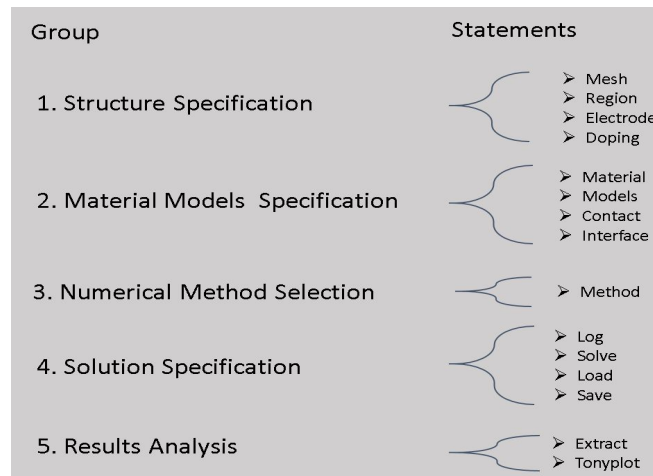 Group
Statements
1. Structure Specification
➢ Mesh
➢ Region
➢ Electrode
➢ Doping
2. Material Models Specification
➢ Material
➢ Models
➢ Contact
➢ Interface
3. Numerical Method Selection
➢ Method
4. Solution Specification
➢ Log
➢ Solve
➢ Load
➢ Save
5. Results Analysis
➢ Extract
➢ Tonyplot